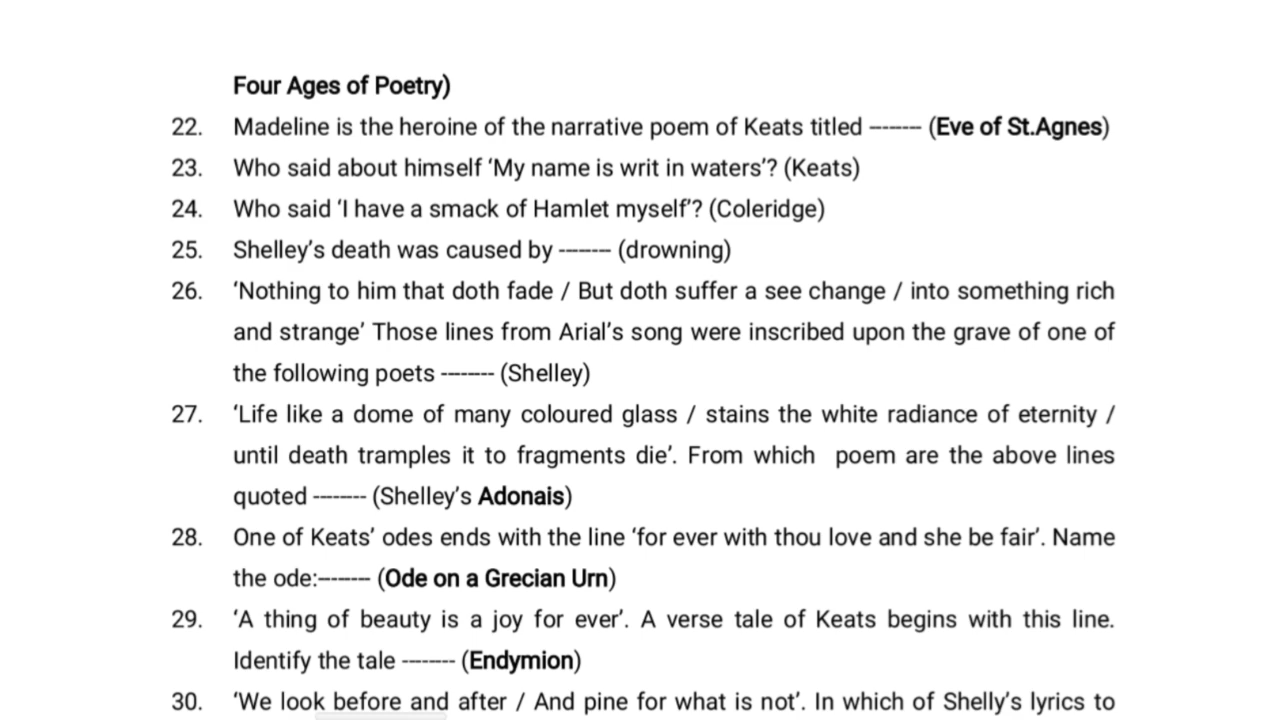 Four Ages of Poetry)
22. Madeline is the heroine of the narrative poem of Keats titled ------- (Eve of St.Agnes)
23. Who said about himself ‘My name is writ in waters’? (Keats)
24. Who said ‘I have a smack of Hamlet myself’? (Coleridge)
25. Shelley’s death was caused by ------- (drowning)
26. ‘Nothing to him that doth fade / But doth suffer a see change / into something rich
and strange’ Those lines from Arial’s song were inscribed upon the grave of one of
the following poets ------- (Shelley)
27. ‘Life like a dome of many coloured glass / stains the white radiance of eternity /
until death tramples it to fragments die’. From which poem are the above lines
quoted ------- (Shelley’s Adonais)
28. One of Keats’ odes ends with the line ‘for ever with thou love and she be fair’. Name
the ode:------- (Ode on a Grecian Urn)
29. ‘A thing of beauty is a joy for ever’. A verse tale of Keats begins with this line.
Identify the tale ------- (Endymion)
30. ‘We look before and after / And pine for what is not’. In which of Shelly’s lyrics to